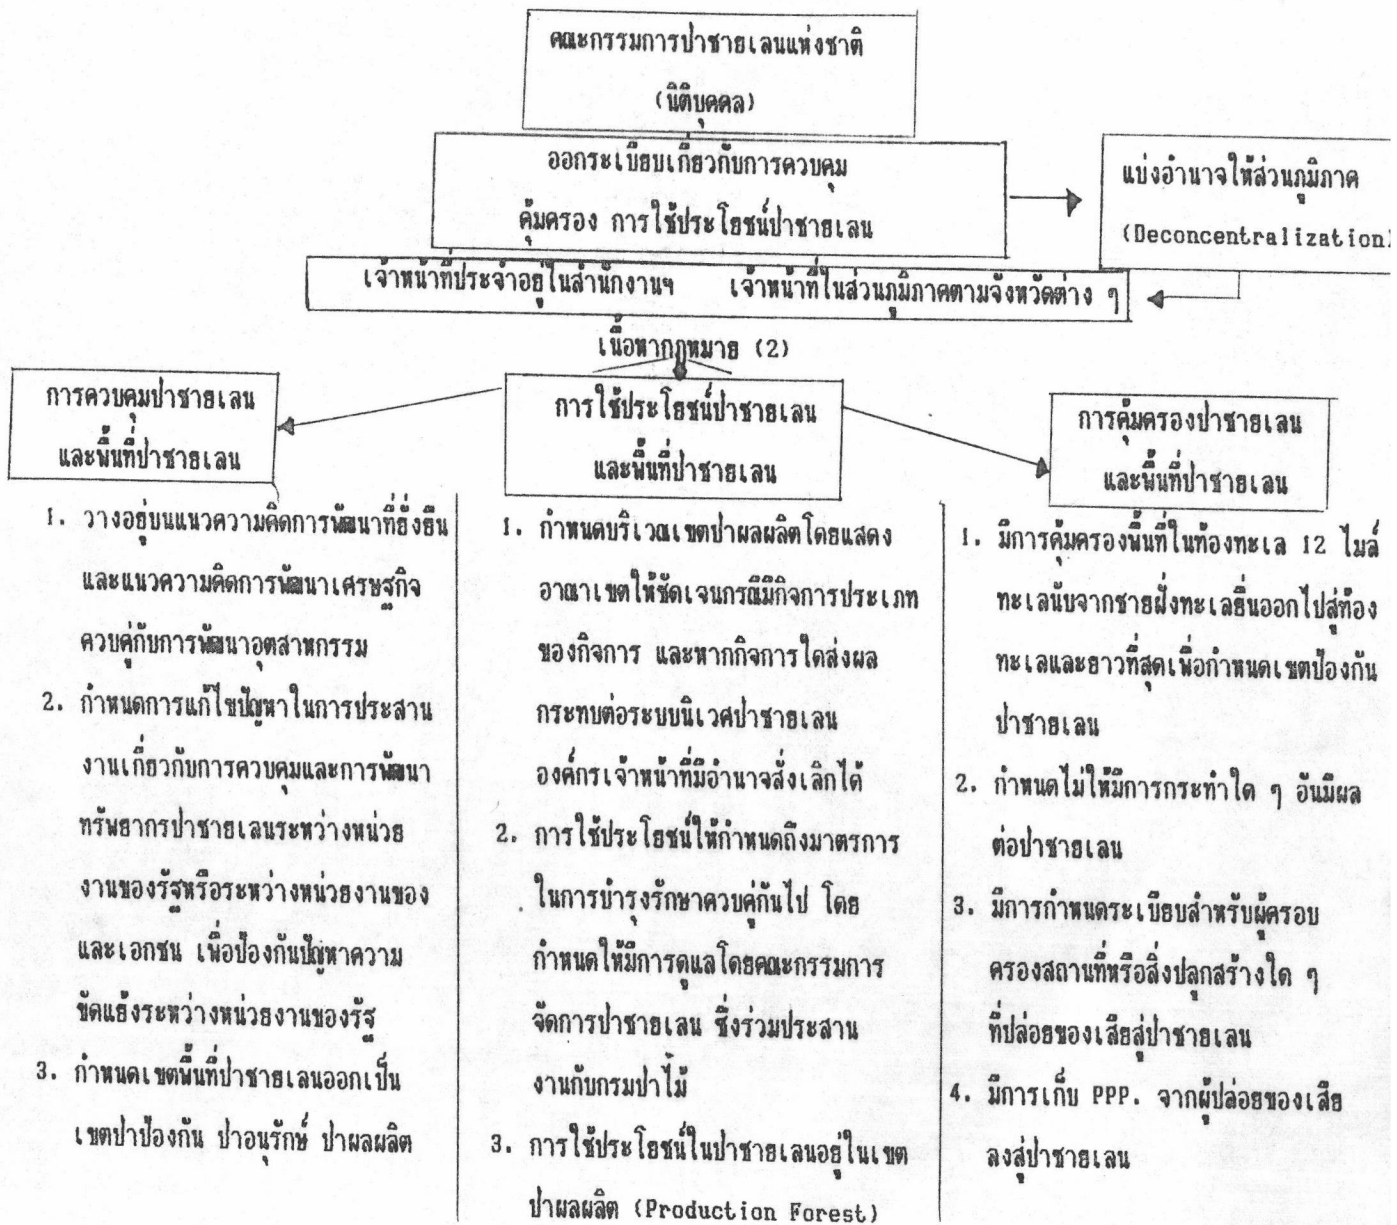 คณะกรรมการป่าชายเลนแห่งชาติ
(นิติบุคคล)
ออกระเบียบเกี่ยวกับการควบคุม
คุ้มครอง การใช้ประโยชน์ป่าชายเลน
แบ่งอำนาจให้ส่วนภูมิภาค
(Deconcentralization)
เจ้าหน้าที่ประจำอยู่ในสำนักงานฯ เจ้าหน้าที่ในส่วนภูมิภาคตามจังหวัดต่าง ๆ
เนื้อหากฎหมาย (2)
การควบคุมป่าชายเลน
และพื้นที่ป่าชายเลน
1. วางอยู่บนแนวความคิดการพัฒนาที่ยั่งยืน
และแนวความคิดการพัฒนาเศรษฐกิจ
ควบคู่กับการพัฒนาอุตสาหกรรม
2. กำหนดการแก้ไขปัญหาในการประสาน
งานเกี่ยวกับการควบคุมและการพัฒนา
ทรัพยากรป่าชายเลนระหว่างหน่วย
งานของรัฐหรือระหว่างหน่วยงานของ
และเอกชน เพื่อป้องกันปัญหาความ
ขัดแย้งระหว่างหน่วยงานของรัฐ
3. กำหนดเขตพื้นที่ป่าชายเลนออกเป็น
เขตป่าป้องกัน ป่าอนุรักษ์ ป่าผลผลิต
การใช้ประโยชน์ป่าชายเลน
และพื้นที่ป่าชายเลน
1. กำหนดบริเวณเขตป่าผลผลิตโดยแสดง
อาณาเขตให้ชัดเจนกรณีมีกิจการประเภท
ของกิจการ และหากกิจการใดส่งผล
กระทบต่อระบบนิเวศป่าชายเลน
องค์กรเจ้าหน้าที่มีอำนาจสั่งเลิกได้
2. การใช้ประโยชน์ให้กำหนดถึงมาตรการ
ในการบำรุงรักษาควบคู่กันไป โดย
กำหนดให้มีการดูแลโดยคณะกรรมการ
จัดการป่าชายเลน ซึ่งร่วมประสาน
งานกับกรมป่าไม้
3. การใช้ประโยชน์ในป่าชายเลนอยู่ในเขต
ป่าผลผลิต (Production Forest)
การคุ้มครองป่าชายเลน
และพื้นที่ป่าชายเลน
1. มีการคุ้มครองพื้นที่ในท้องทะเล 12 ไมล์
ทะเลนับจากชายฝั่งทะเลยื่นออกไปสู่ท้อง
ทะเลและยาวที่สุดเพื่อกำหนดเขตป้องกัน
ป่าชายเลน
2. กำหนดไม่ให้มีการกระทำใด ๆ อันมีผล
ต่อป่าชายเลน
3. มีการกำหนดระเบียบสำหรับผู้ครอบ
ครองสถานที่หรือสิ่งปลูกสร้างใด ๆ
ที่ปล่อยของเสียสู่ป่าชายเลน
4. มีการเก็บ PPP. จากผู้ปล่อยของเสีย
ลงสู่ป่าชายเลน